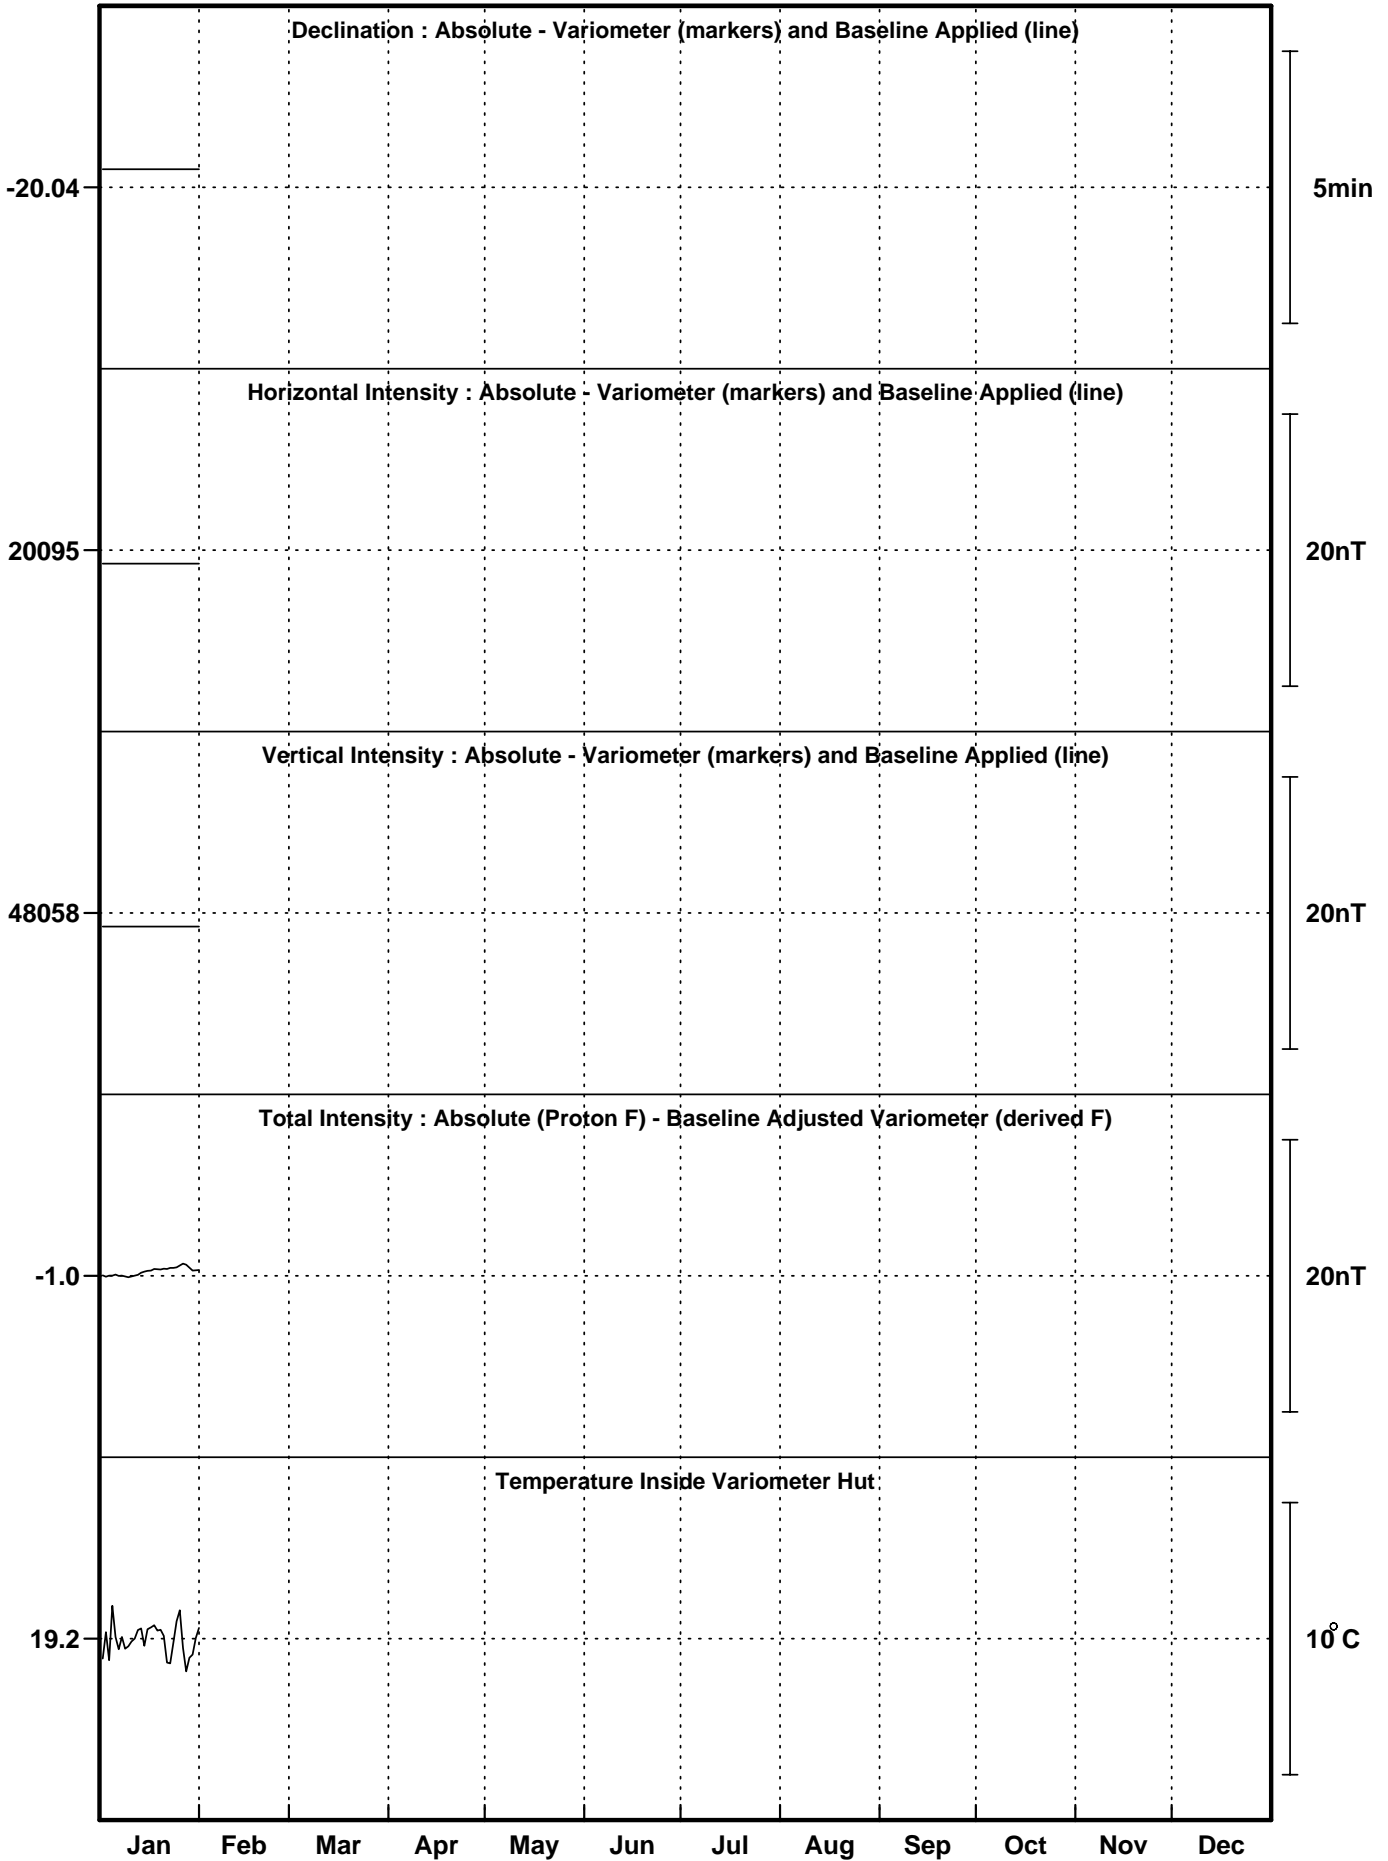 Declination : Absolute - Variometer (markers) and Baseline Applied (line)
-20.04
5min
Horizontal Intensity : Absolute - Variometer (markers) and Baseline Applied (line)
20095
20nT
Vertical Intensity : Absolute - Variometer (markers) and Baseline Applied (line)
48058
20nT
Total Intensity : Absolute (Proton F) - Baseline Adjusted Variometer (derived F)
-1.0
20nT
Temperature Inside Variometer Hut
19.2
10°C
Jan Feb Mar Apr May Jun Jul Aug Sep Oct Nov Dec